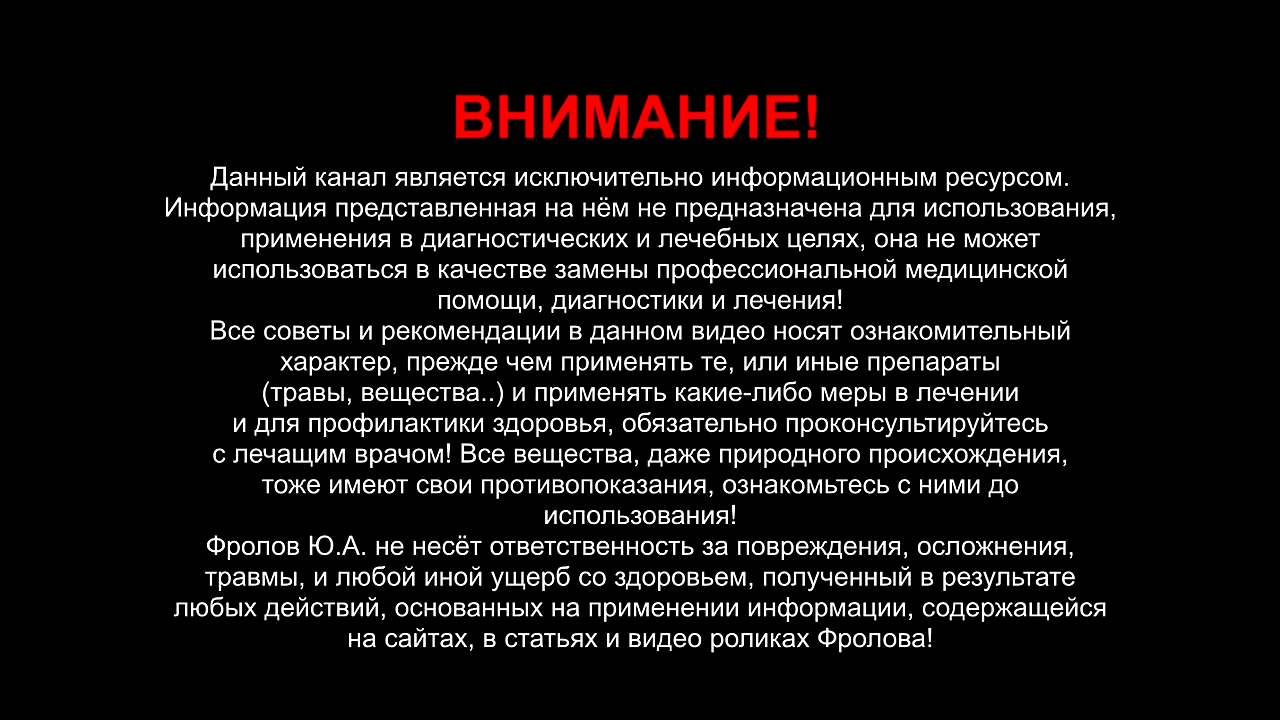 ВНИМАНИЕ!
Данный канал является исключительно информационным ресурсом.
Информация представленная на нём не предназначена для использования,
применения в диагностических и лечебных целях, она не может
использоваться в качестве замены профессиональной медицинской
помощи, диагностики и лечения!
Все советы и рекомендации в данном видео носят ознакомительный
характер, прежде чем применять те, или иные препараты
(травы, вещества..) и применять какие-либо меры в лечении
и для профилактики здоровья, обязательно проконсультируйтесь
с лечащим врачом! Все вещества, даже природного происхождения,
тоже имеют свои противопоказания, ознакомьтесь с ними до
использования!
Фролов Ю.А. не несёт ответственность за повреждения, осложнения,
травмы, и любой иной ущерб со здоровьем, полученный в результате
любых действий, основанных на применении информации, содержащейся
на сайтах, в статьях и видео роликах Фролова!